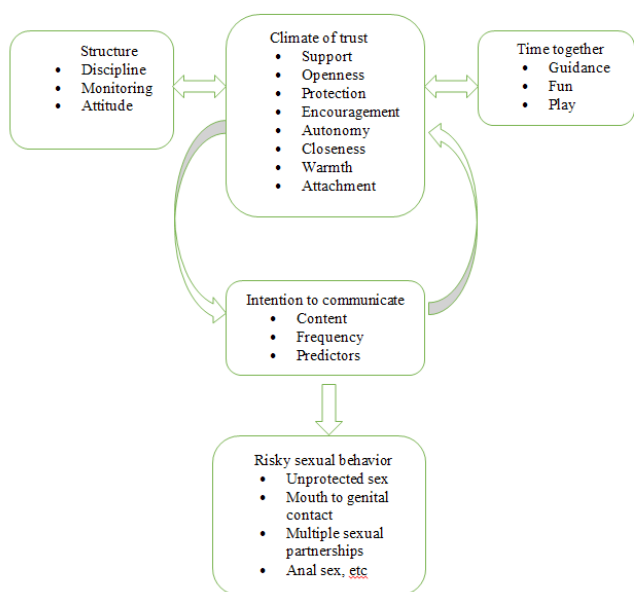 Structure
• Discipline
• Monitoring
• Attitude
Climate of trust
• Support
• Openness
• Protection
• Encouragement
• Autonomy
• Closeness
• Warmth
• Attachment
Time together
• Guidance
• Fun
• Play
Intention to communicate
• Content
• Frequency
• Predictors
Risky sexual behavior
• Unprotected sex
• Mouth to genital
contact
• Multiple sexual
partnerships
• Anal sex, etc